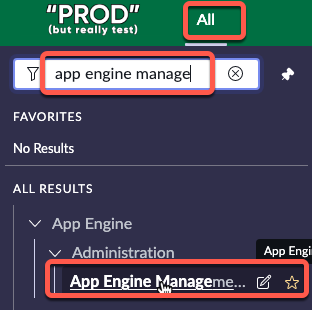 “PROD”
(but really test)
All
app engine manage
FAVORITES
No Results
ALL RESULTS
App Engine
Administration
App Engi
App Engine Manageme...